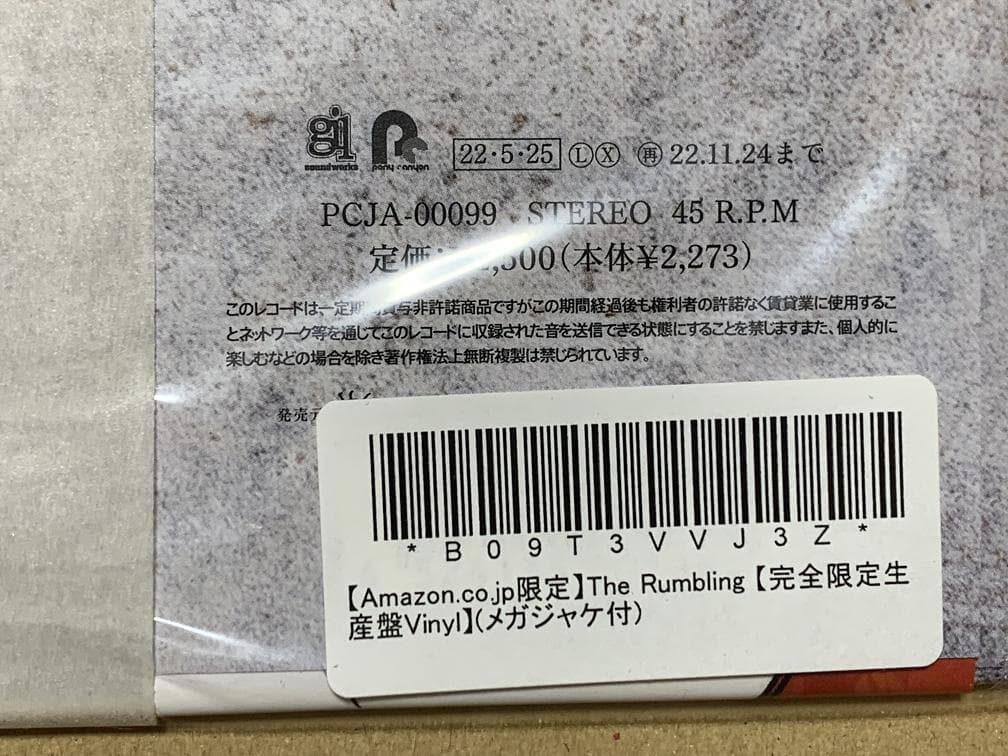 g1
soundworks
pony canyon
22・5・25 Ⓛ Ⓧ ㊢ 22.11.24まで
PCJA-00099 STEREO 45 R.P.M
定価 ,500(本体¥2,273)
このレコードは一定期 貸与非許諾商品ですがこの期間経過後も権利者の許諾なく賃貸業に使用するこ
とネットワーク等を通じてこのレコードに収録された音を送信できる状態にすることを禁じますまた、個人的に
楽しむなどの場合を除き著作権法上無断複製は禁じられています。
発売元
*B09T3VVJ3Z*
【Amazon.co.jp限定】The Rumbling【完全限定生
産盤Vinyl】(メガジャケ付)